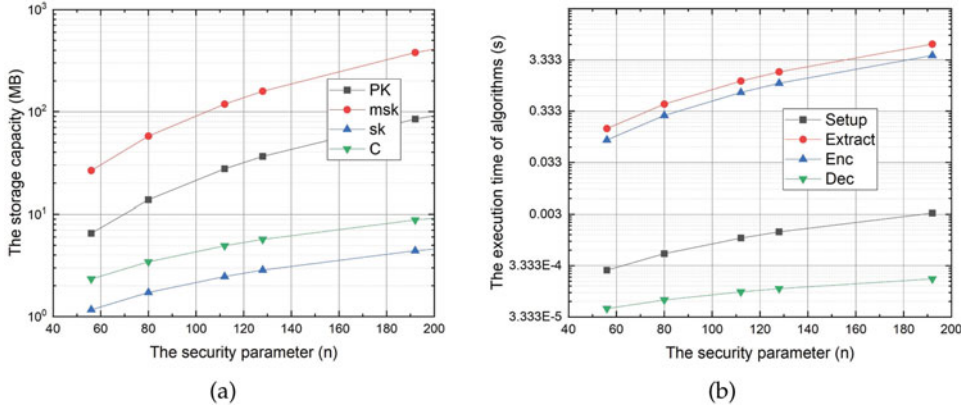 10³
10²
10¹
10⁰
The storage capacity (MB)
PK
msk
sk
C
40 60 80 100 120 140 160 180 200
The security parameter (n)
(a)
3.333
0.333
0.033
0.003
3.333E-4
3.333E-5
The execution time of algorithms (s)
Setup
Extract
Enc
Dec
40 60 80 100 120 140 160 180 200
The security parameter (n)
(b)